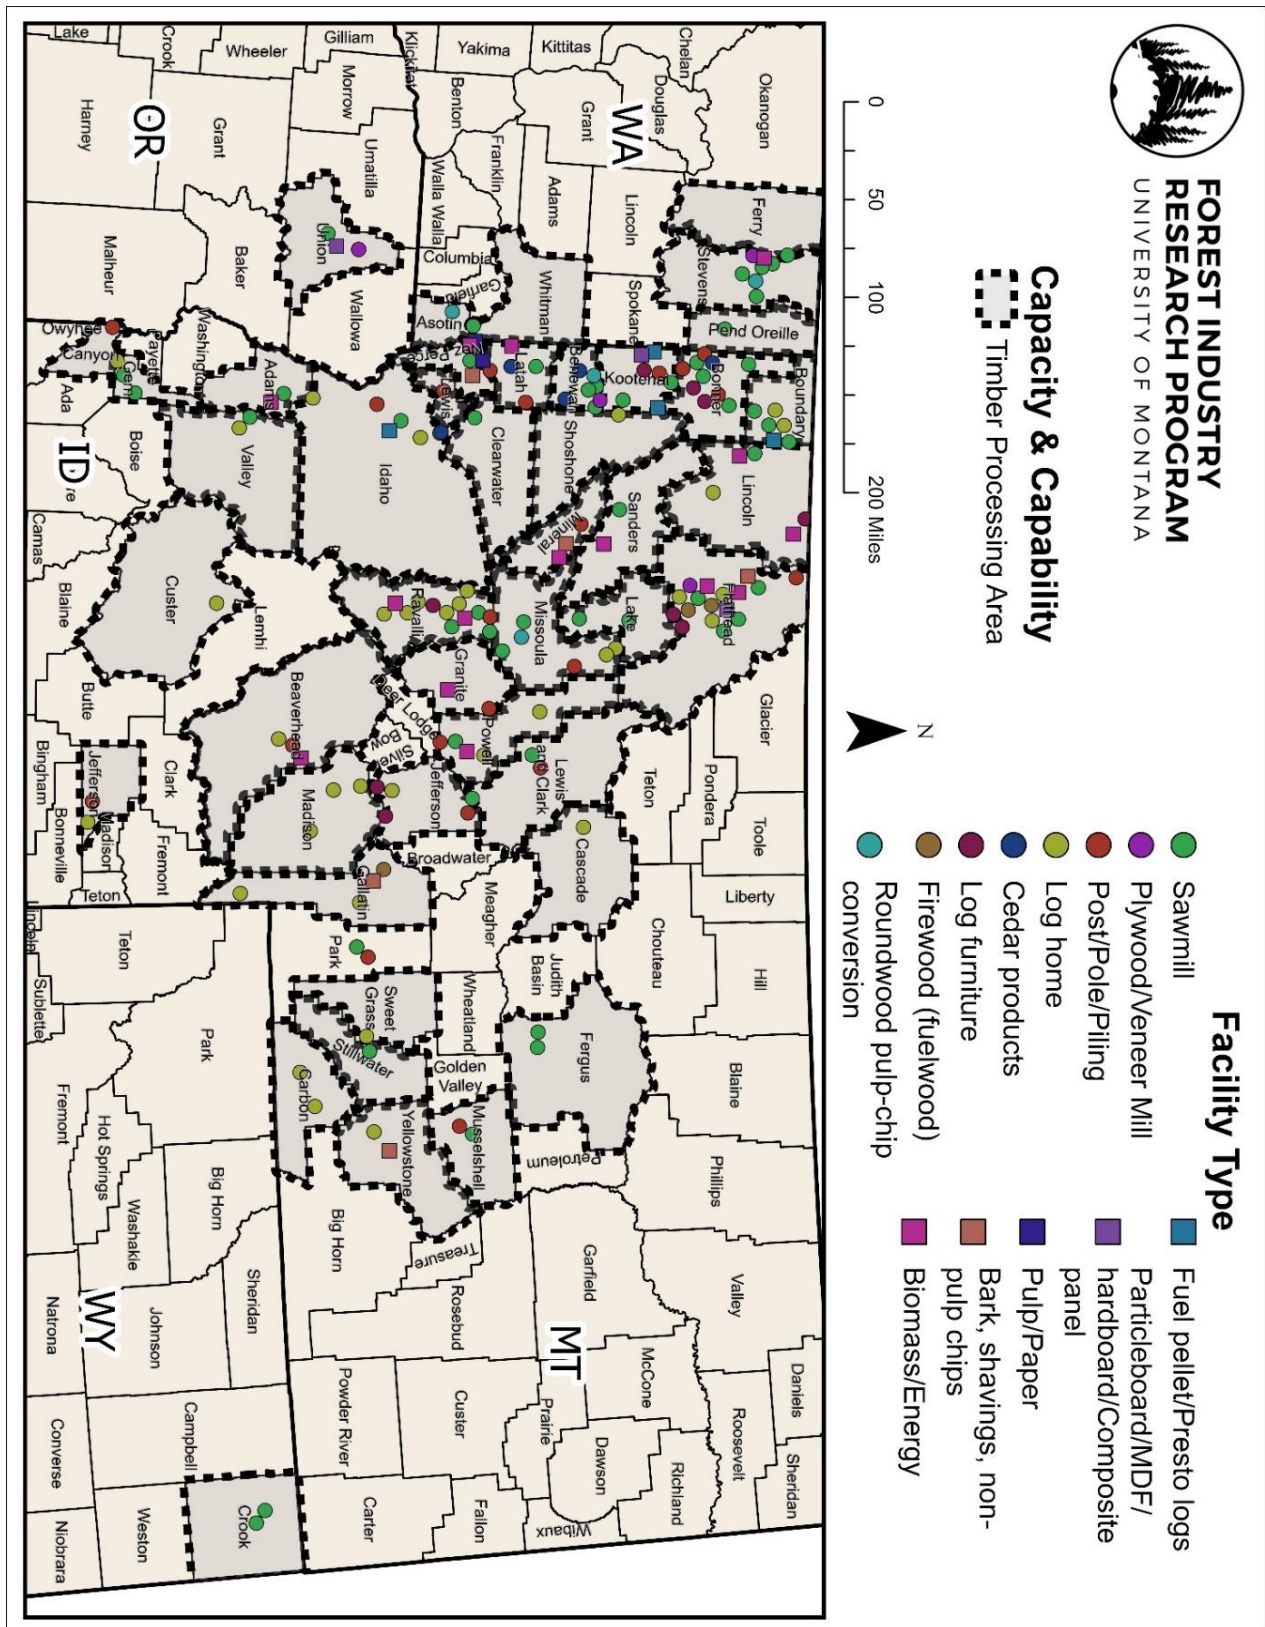 FOREST INDUSTRY
RESEARCH PROGRAM
UNIVERSITY OF MONTANA
Capacity & Capability
Timber Processing Area
0
50
100
200 Miles
N
Facility Type
Sawmill
Plywood/Veneer Mill
Post/Pole/Piling
Log home
Cedar products
Log furniture
Firewood (fuelwood)
Roundwood pulp-chip
conversion
Fuel pellet/Presto logs
Particleboard/MDF/
hardboard/Composite
panel
Pulp/Paper
Bark, shavings, non-
pulp chips
Biomass/Energy
Okanogan
Chelan
Douglas
Kittitas
Grant
WA
Yakima
Klickitat
Benton
Franklin
Adams
Lincoln
Ferry
Stevens
Pend Oreille
Spokane
Whitman
Walla Walla
Columbia
Garfield
Asotin
Gilliam
Morrow
Umatilla
Wheeler
Crook
Lake
OR
Grant
Harney
Union
Wallowa
Baker
Malheur
Boundary
Bonner
Kootenai
Benewah
Latah
Nez
Perce
Lewis
Shoshone
Clearwater
Idaho
Adams
Washington
Payette
Gem
Canyon
Owyhee
Ada
Valley
Boise
ID
re
Camas
Blaine
Custer
Lemhi
Butte
Clark
Jefferson
Madison
Bingham
Bonneville
Fremont
Teton
Lincoln
Lincoln
Flathead
Sanders
Mineral
Lake
Missoula
Ravalli
Granite
Powell
Deer Lodge
Silver
Bow
Beaverhead
Madison
Jefferson
Lewis
and Clark
Broadwater
Gallatin
Glacier
Pondera
Teton
Toole
Liberty
Cascade
Chouteau
Hill
Meagher
Judith
Basin
Park
Wheatland
Sweet
Grass
Stillwater
Golden
Valley
Fergus
Blaine
Carbon
Yellowstone
Musselshell
Petroleum
Phillips
Big Horn
Treasure
Rosebud
Garfield
MT
Valley
McCone
Daniels
Roosevelt
Sheridan
Richland
Dawson
Prairie
Custer
Powder River
Carter
Fallon
Wibaux
Teton
Sublette
Park
Fremont
Hot Springs
Big Horn
Washakie
Sheridan
WY
Johnson
Natrona
Campbell
Converse
Crook
Weston
Niobrara